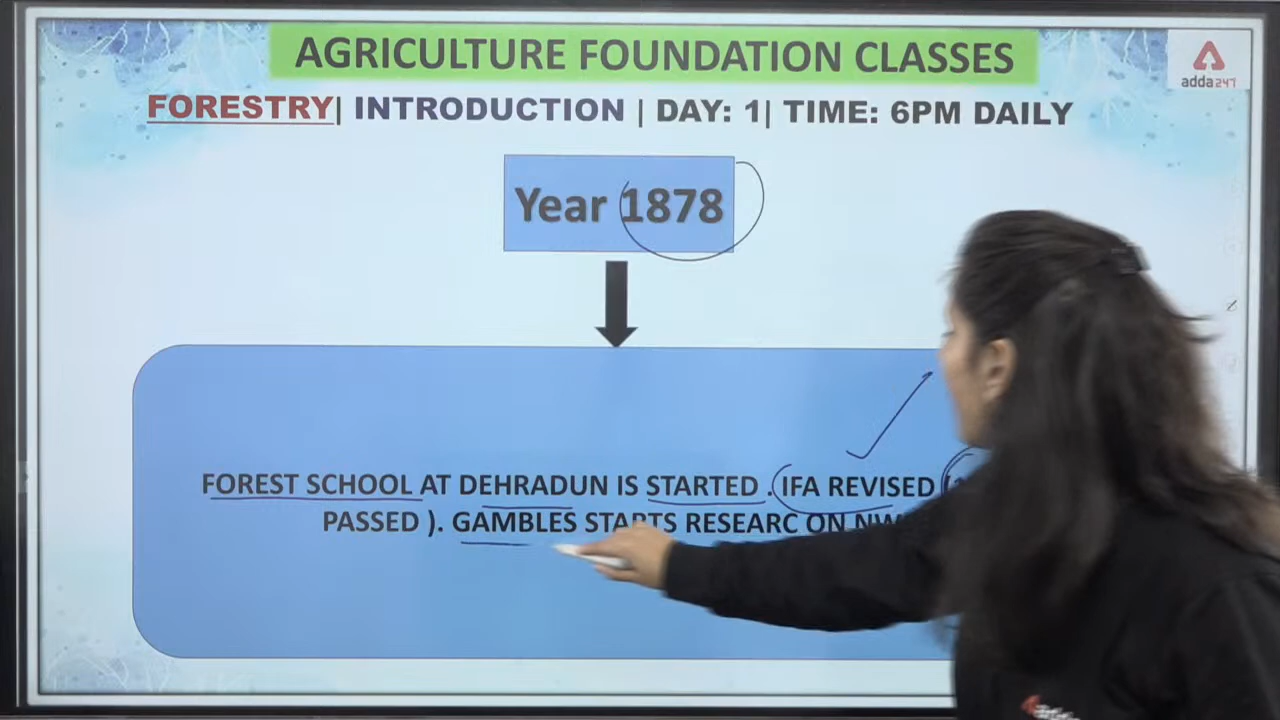 AGRICULTURE FOUNDATION CLASSES
adda247
FORESTRY| INTRODUCTION | DAY: 1| TIME: 6PM DAILY
Year 1878
FOREST SCHOOL AT DEHRADUN IS STARTED . (IFA REVISED
PASSED ). GAMBLES STARTS RESEARC ON